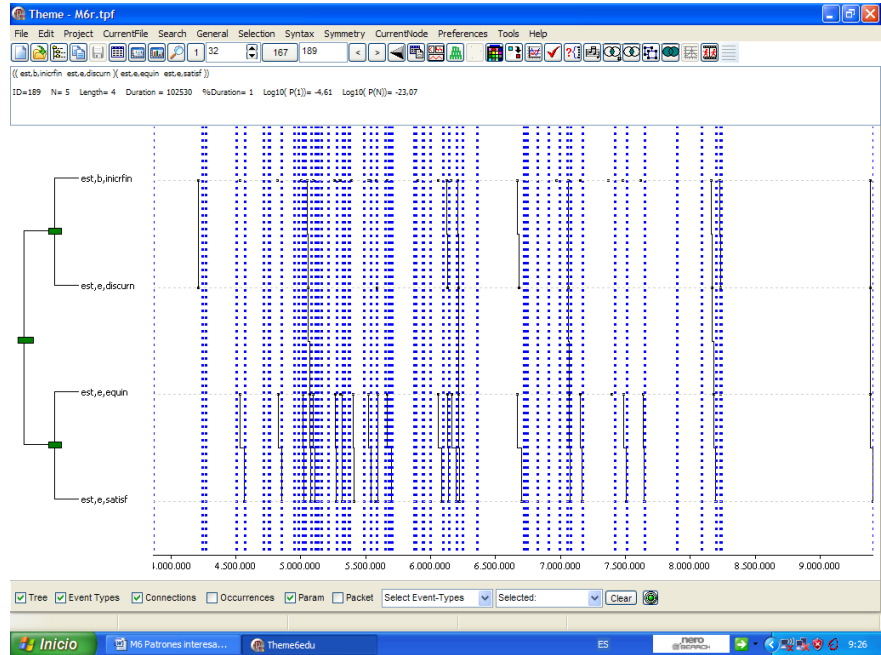 Theme - M6r.tpf
File Edit Project CurrentFile Search General Selection Syntax Symmetry CurrentNode Preferences Tools Help
1 32 167 189 < >
(( est,b,inicrfin est,e,discurn )( est,e,equin est,e,satisf ))
ID=189 N= 5 Length= 4 Duration = 102530 %Duration= 1 Log10( P(1))= -4,61 Log10( P(N))= -23,07
est,b,inicrfin
est,e,discurn
est,e,equin
est,e,satisf
4.500.000 5.000.000 5.500.000 6.000.000 6.500.000 7.000.000 7.500.000 8.000.000 8.500.000 9.000.000
Tree Event Types Connections Occurrences Param Packet Select Event-Types Selected: Clear
Inicio M6 Patrones interesa... Theme6edu ES nero SEARCH 9:26